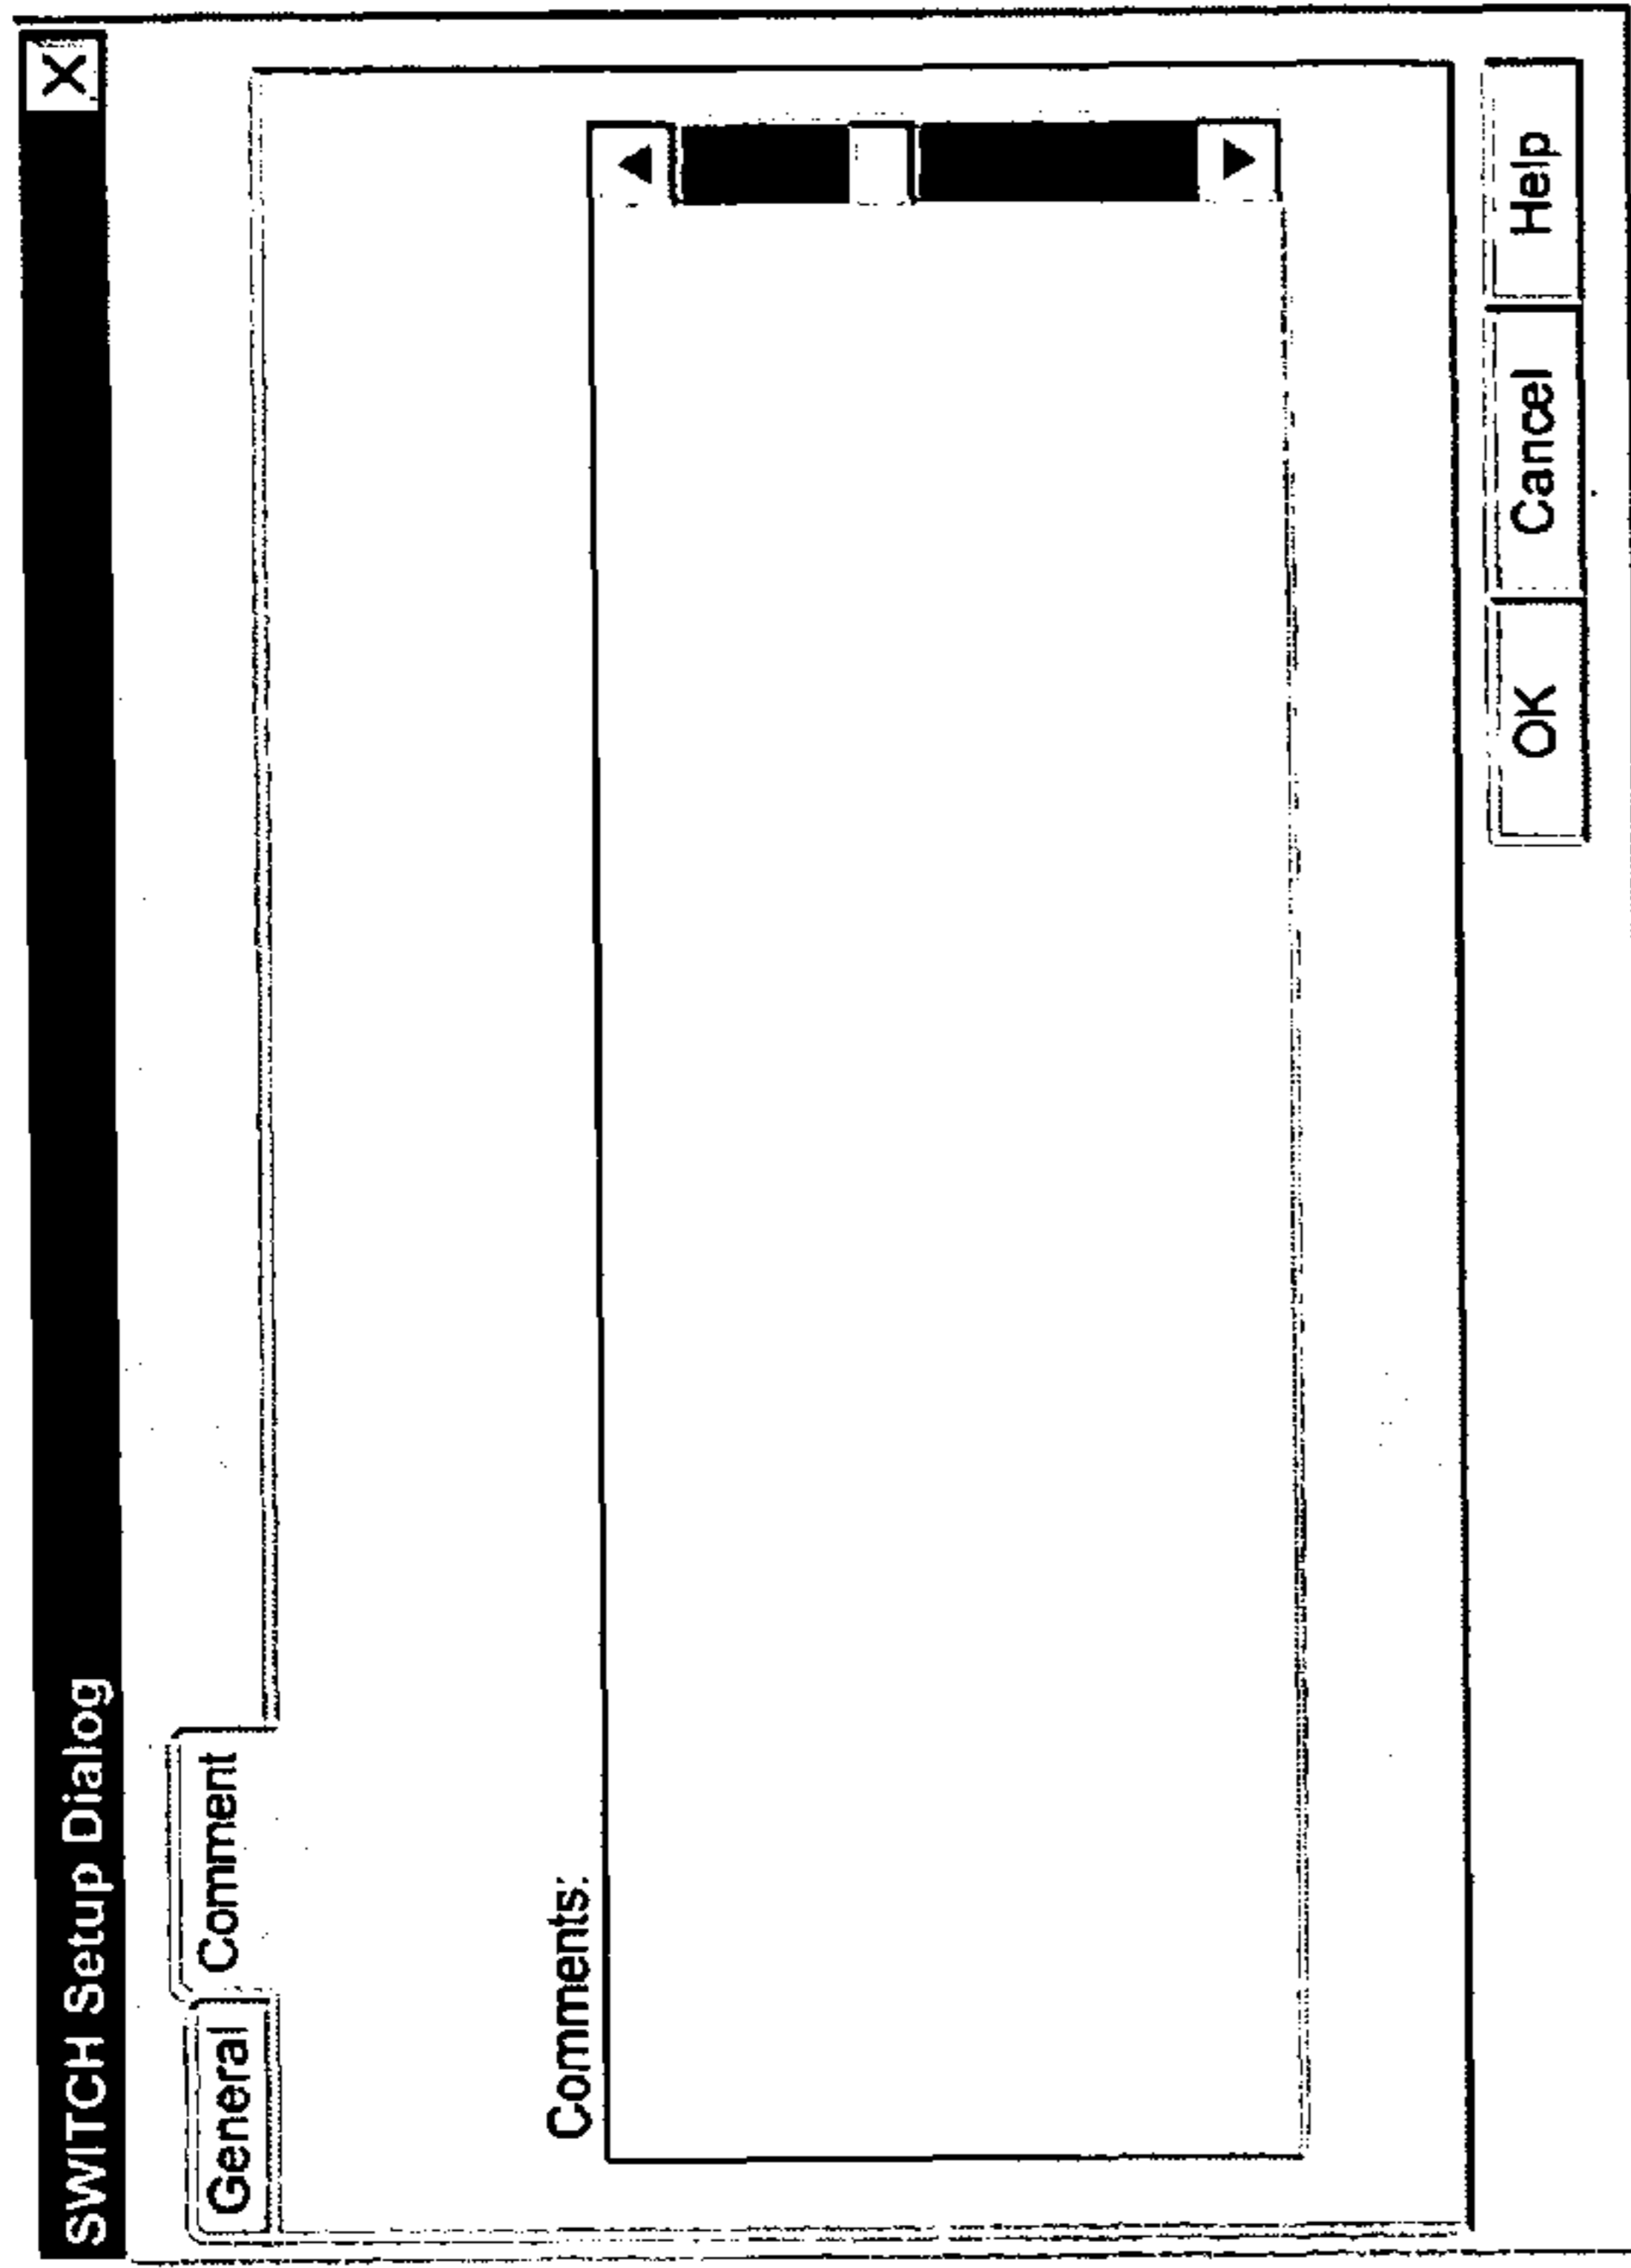 SWITCH Setup Dialog
X
General
Comment
Comments:
OK
Cancel
Help